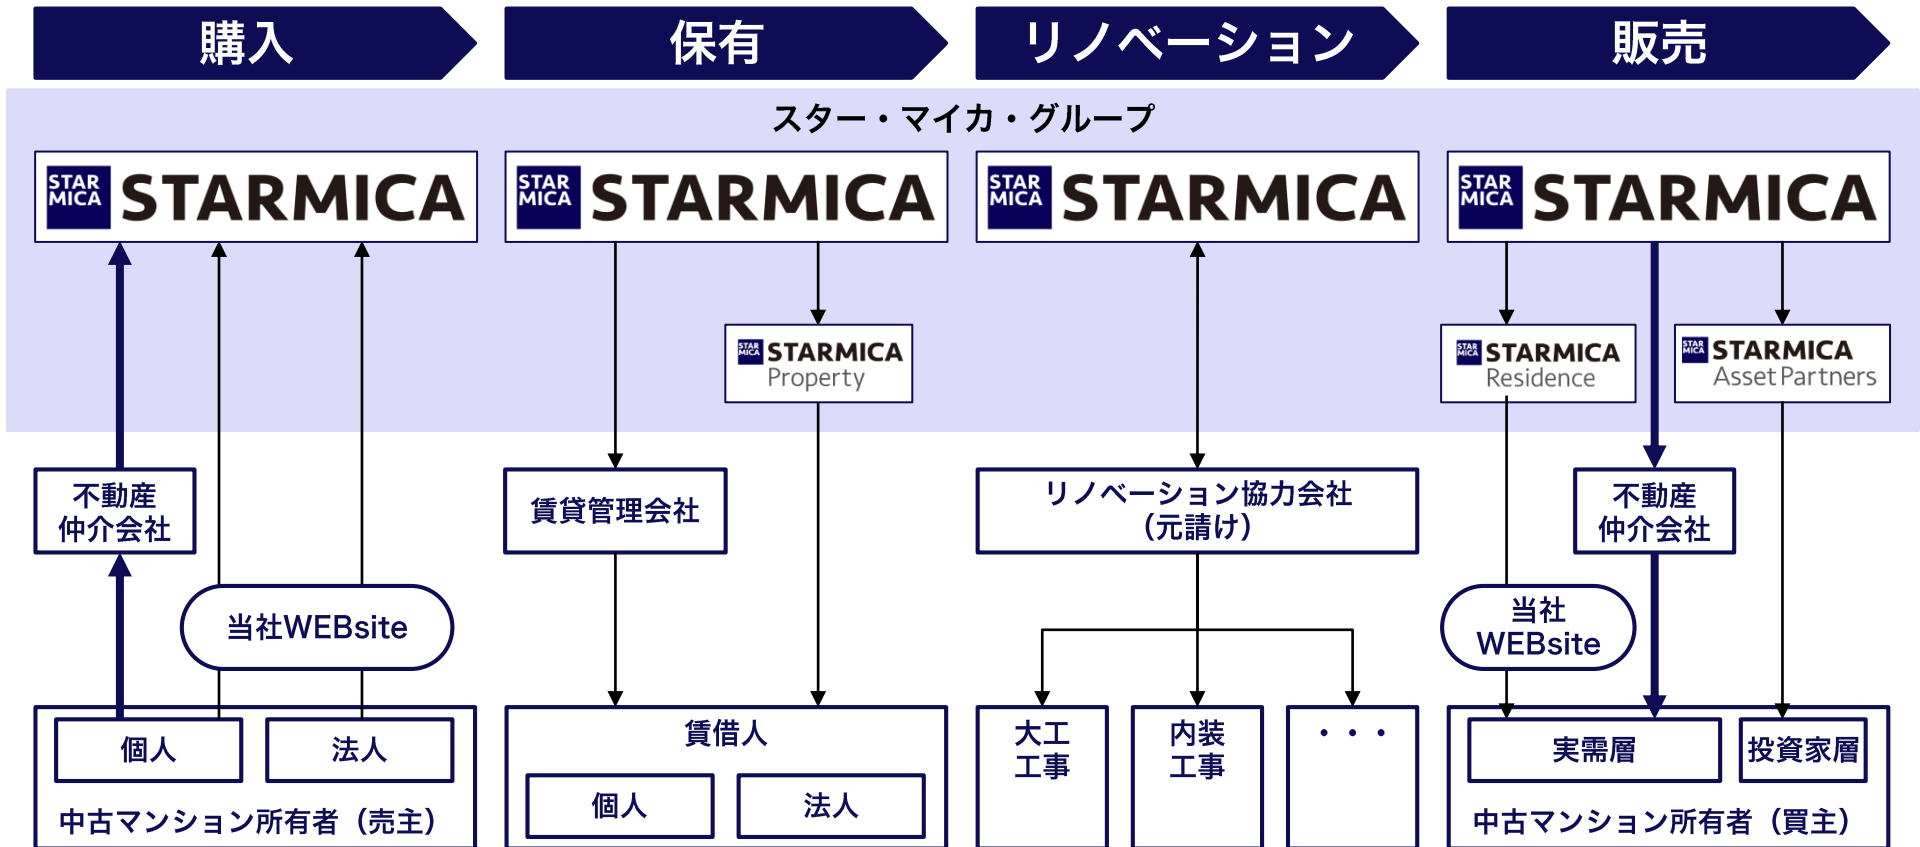 購入
保有
リノベーション
販売
スター・マイカ・グループ
STAR
MICA
STARMICA
STAR
MICA
STARMICA
STAR
MICA
STARMICA
STAR
MICA
STARMICA
STAR
MICA
STARMICA
Property
STAR
MICA
STARMICA
Residence
STAR
MICA
STARMICA
Asset Partners
不動産
仲介会社
賃貸管理会社
リノベーション協力会社
(元請け)
不動産
仲介会社
当社WEBsite
当社
WEBsite
個人
法人
中古マンション所有者（売主）
賃借人
個人
法人
大工
工事
内装
工事
・・・
実需層
投資家層
中古マンション所有者（買主）